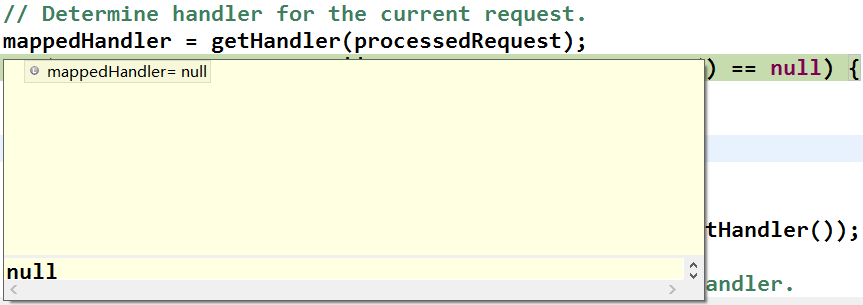 // Determine handler for the current request.
mappedHandler = getHandler(processedRequest);
) == null) {
mappedHandler= null
tHandler());
null
andler.